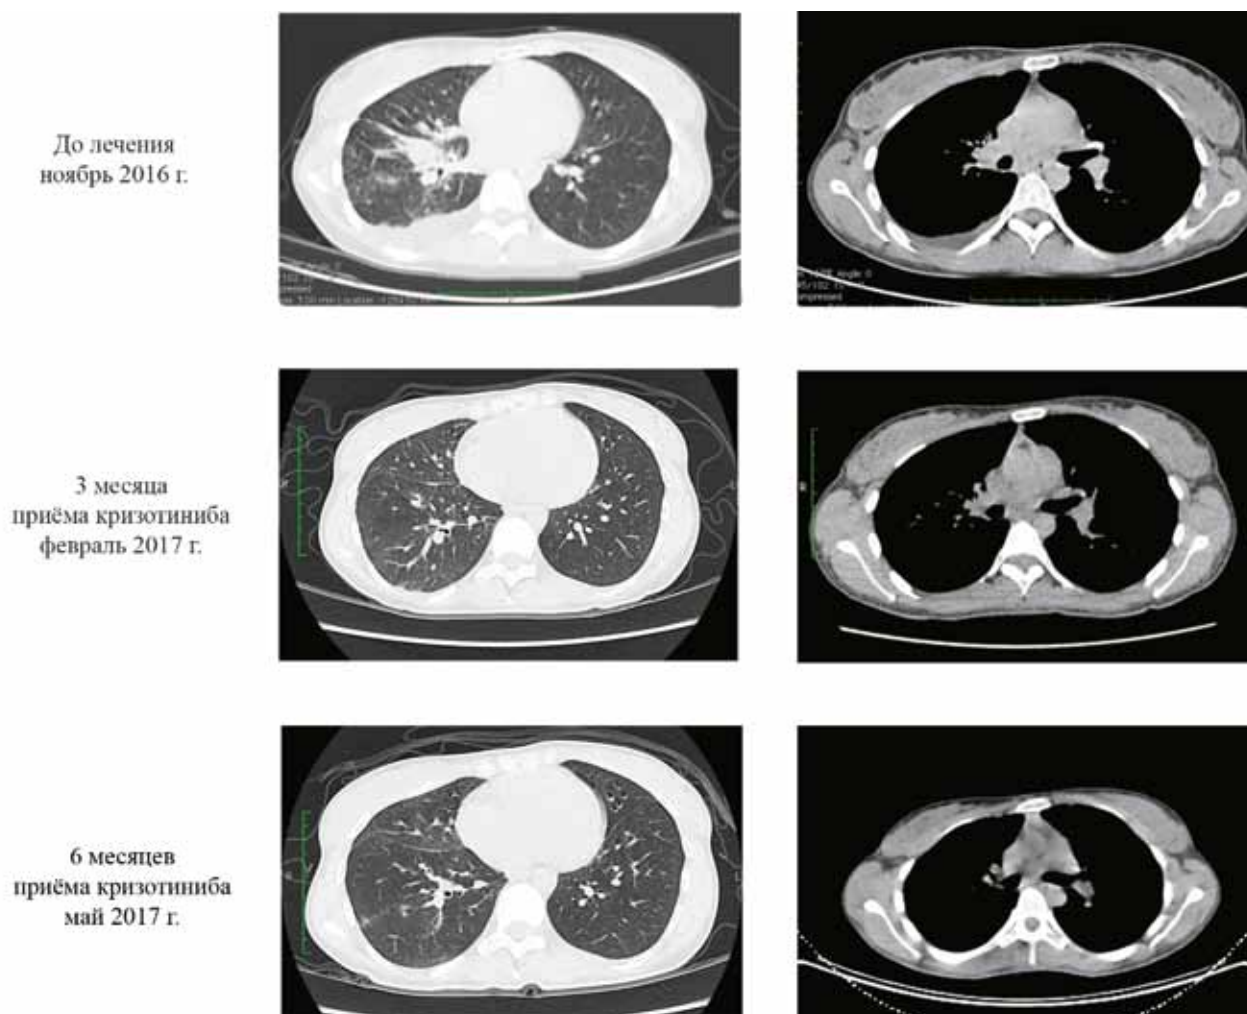 До лечения
ноябрь 2016 г.
3 месяца
приёма кризотиниба
февраль 2017 г.
6 месяцев
приёма кризотиниба
май 2017 г.